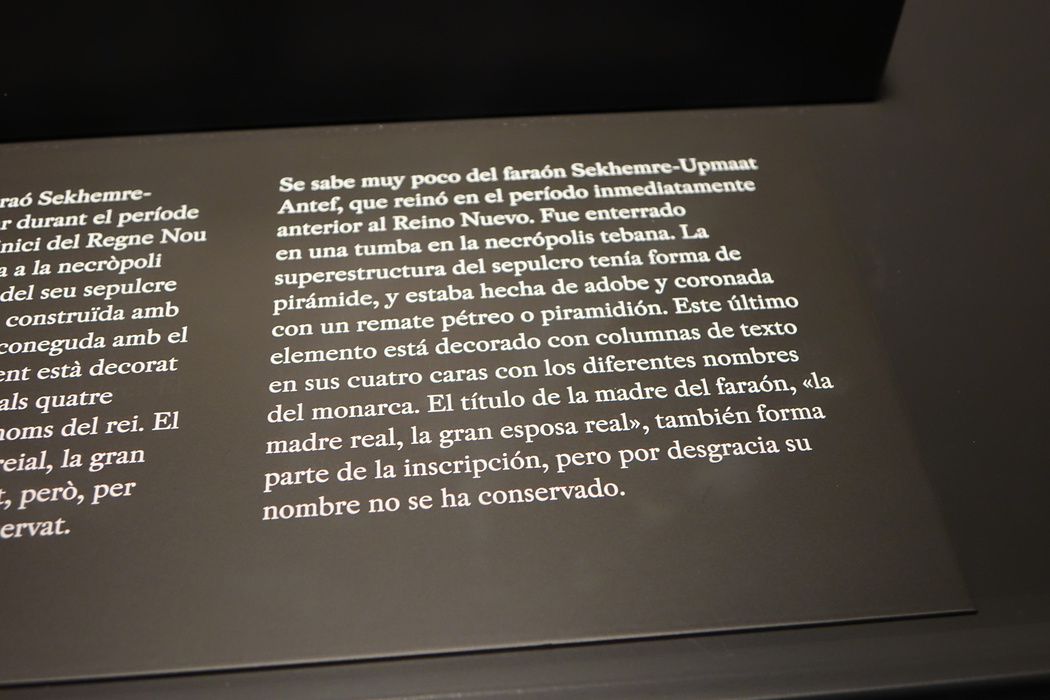 raó Sekhemre-
r durant el període
inici del Regne Nou
a a la necròpoli
del seu sepulcre
construïda amb
coneguda amb el
ent està decorat
als quatre
noms del rei. El
reial, la gran
t, però, per
ervat.
Se sabe muy poco del faraón Sekhemre-Upmaat
Antef, que reinó en el período inmediatamente
anterior al Reino Nuevo. Fue enterrado
en una tumba en la necrópolis tebana. La
superestructura del sepulcro tenía forma de
pirámide, y estaba hecha de adobe y coronada
con un remate pétreo o piramidión. Este último
elemento está decorado con columnas de texto
en sus cuatro caras con los diferentes nombres
del monarca. El título de la madre del faraón, «la
madre real, la gran esposa real», también forma
parte de la inscripción, pero por desgracia su
nombre no se ha conservado.